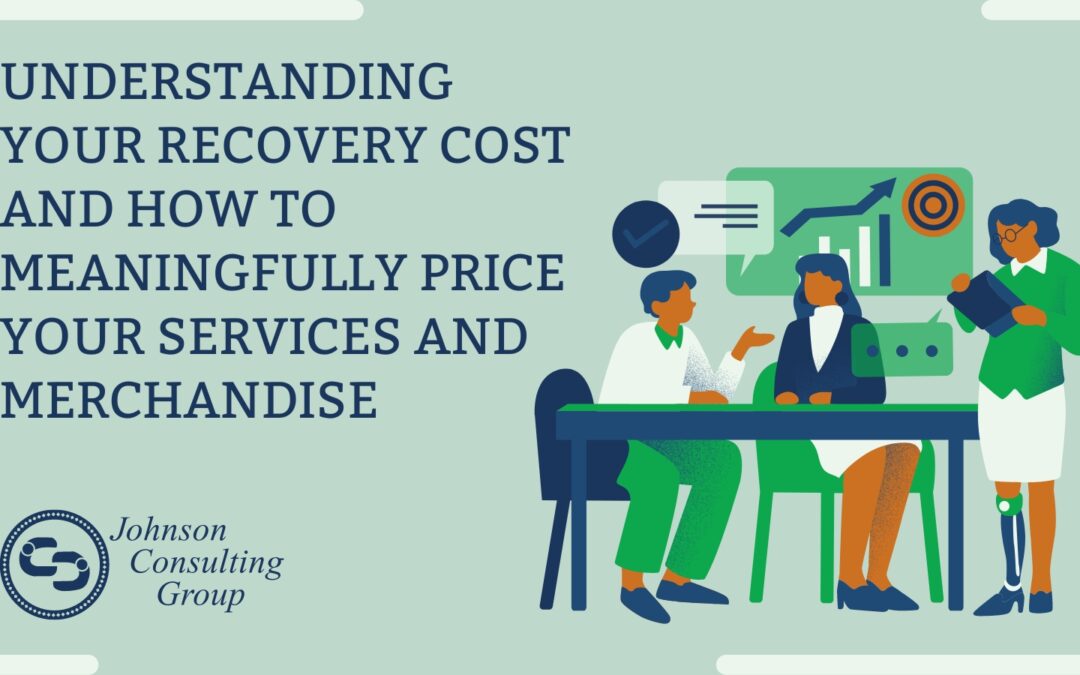 UNDERSTANDING
YOUR RECOVERY COST
AND HOW TO
MEANINGFULLY PRICE
YOUR SERVICES AND
MERCHANDISE
Johnson
Consulting
Group